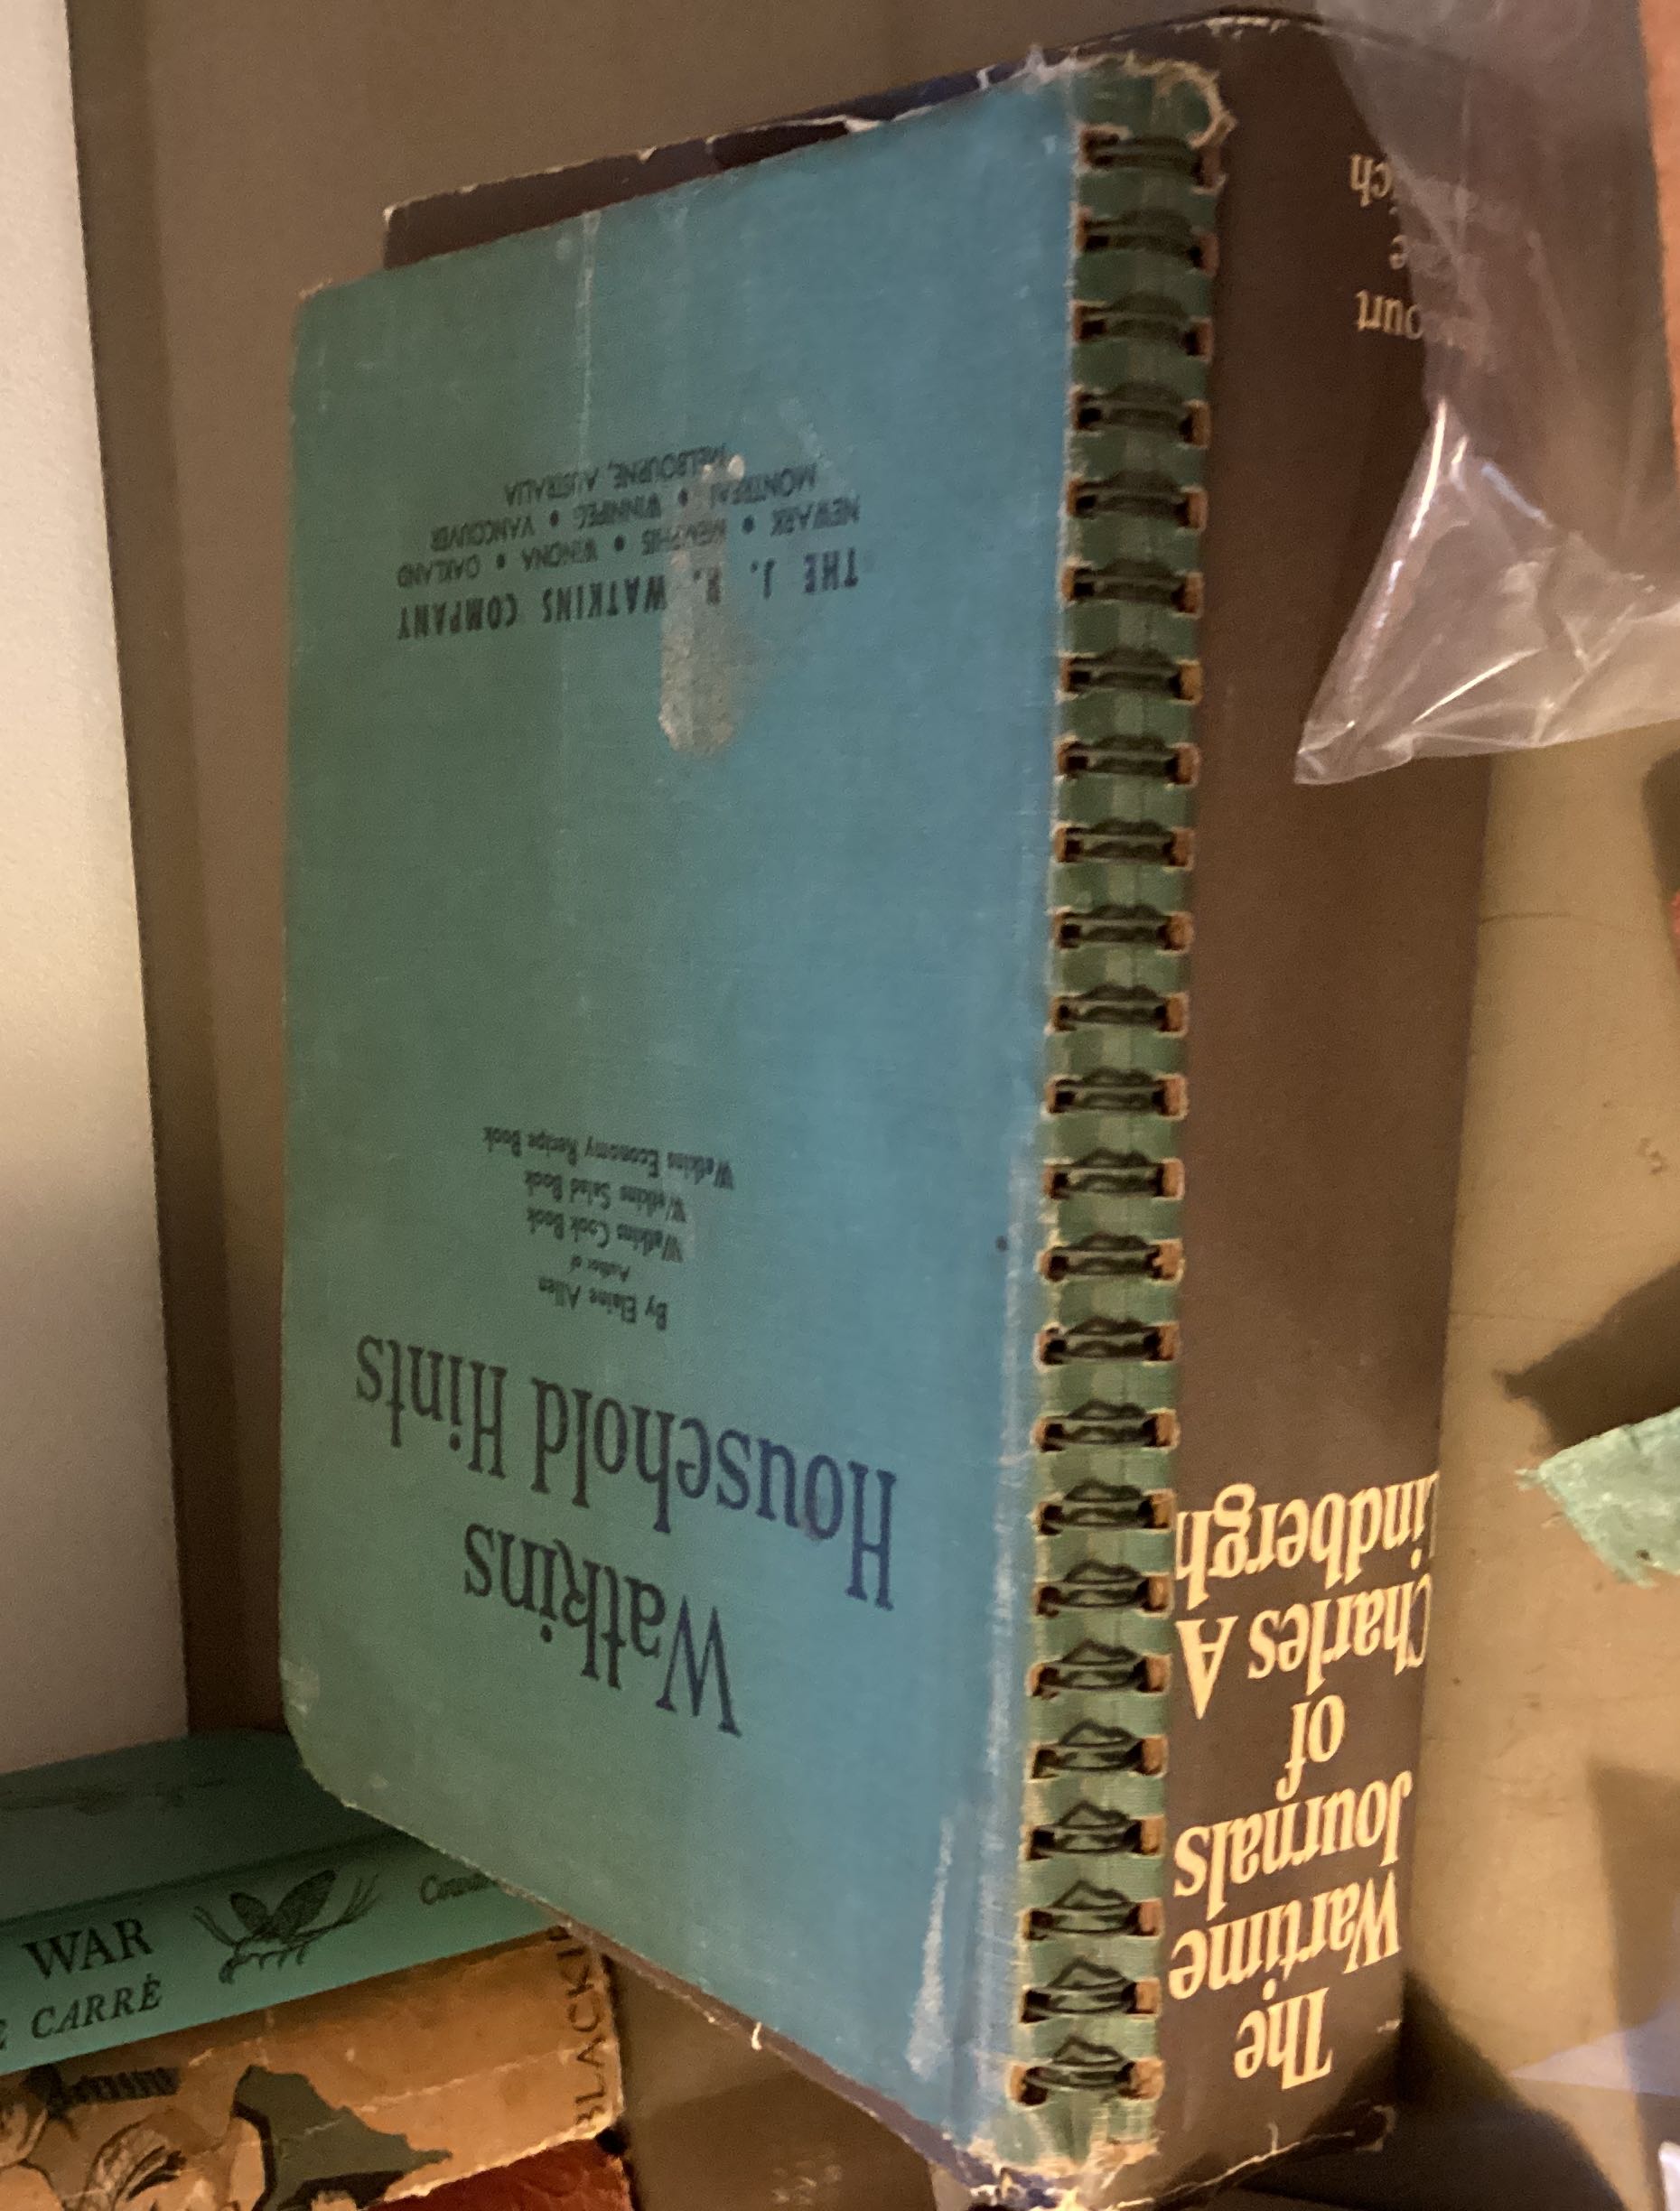 Watkins
Household Hints
By Elaine Allen
Author of
Watkins Cook Book
Watkins Salad Book
Watkins Economy Recipe Book
THE J. R. WATKINS COMPANY
NEWARK • MEMPHIS • WINONA • OAKLAND
MONTREAL • WINNIPEG • VANCOUVER
MELBOURNE, AUSTRALIA
The
Wartime
Journals
of
Charles A
Lindbergh
WAR
CARRÉ
BLACKIE